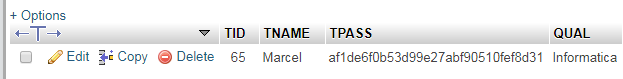 + Options
←T→ TID TNAME TPASS QUAL
Edit Copy Delete 65 Marcel af1de6f0b53d99e27abf90510fef8d31 Informatica